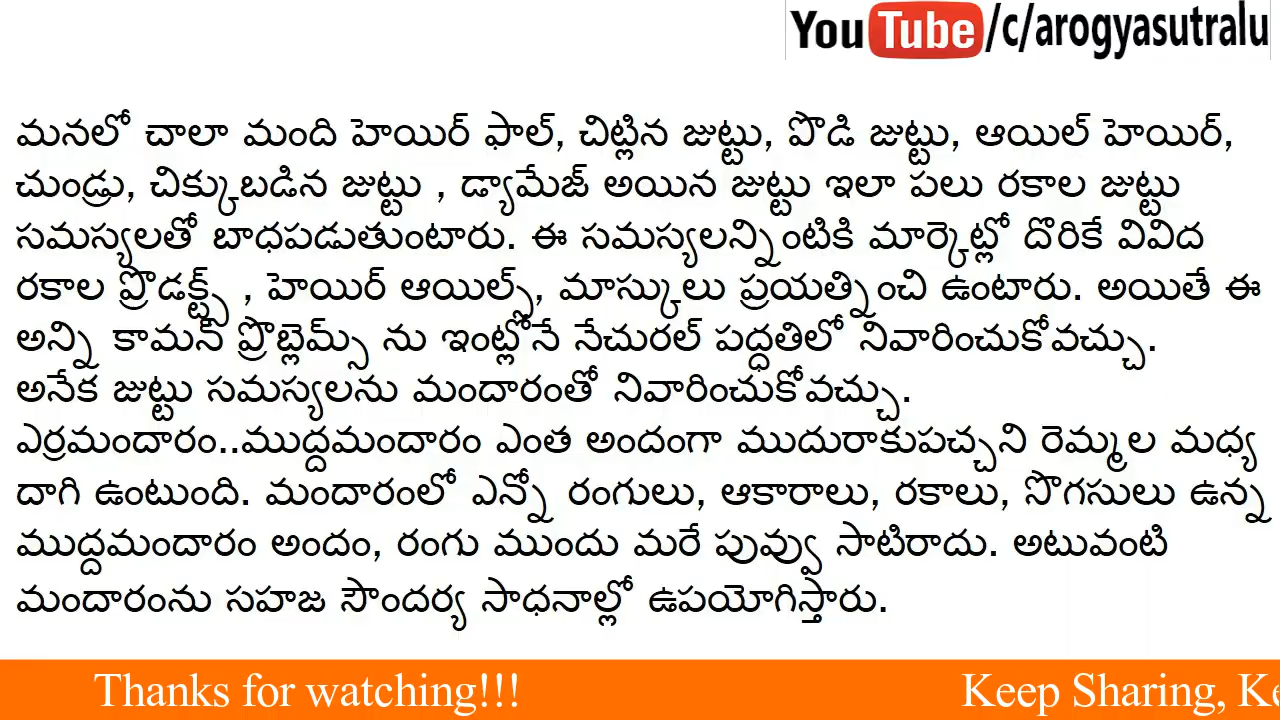 YouTube/c/arogyasutralu
మనలో చాలా మంది హెయిర్ ఫాల్, చిట్లిన జుట్టు, పొడి జుట్టు, ఆయిల్ హెయిర్,
చుండ్రు, చిక్కుబడిన జుట్టు , డ్యామేజ్ అయిన జుట్టు ఇలా పలు రకాల జుట్టు
సమస్యలతో బాధపడుతుంటారు. ఈ సమస్యలన్నింటికి మార్కెట్లో దొరికే వివిద
రకాల ప్రొడక్ట్స్ , హెయిర్ ఆయిల్స్, మాస్కులు ప్రయత్నించి ఉంటారు. అయితే ఈ
అన్ని కామన్ ప్రొబ్లెమ్స్ ను ఇంట్లోనే నేచురల్ పద్ధతిలో నివారించుకోవచ్చు.
అనేక జుట్టు సమస్యలను మందారంతో నివారించుకోవచ్చు.
ఎర్రమందారం..ముద్దమందారం ఎంత అందంగా ముదురాకుపచ్చని రెమ్మల మధ్య
దాగి ఉంటుంది. మందారంలో ఎన్నో రంగులు, ఆకారాలు, రకాలు, సొగసులు ఉన్న
ముద్దమందారం అందం, రంగు ముందు మరే పువ్వు సాటిరాదు. అటువంటి
మందారంను సహజ సౌందర్య సాధనాల్లో ఉపయోగిస్తారు.
Thanks for watching!!! Keep Sharing, Ke